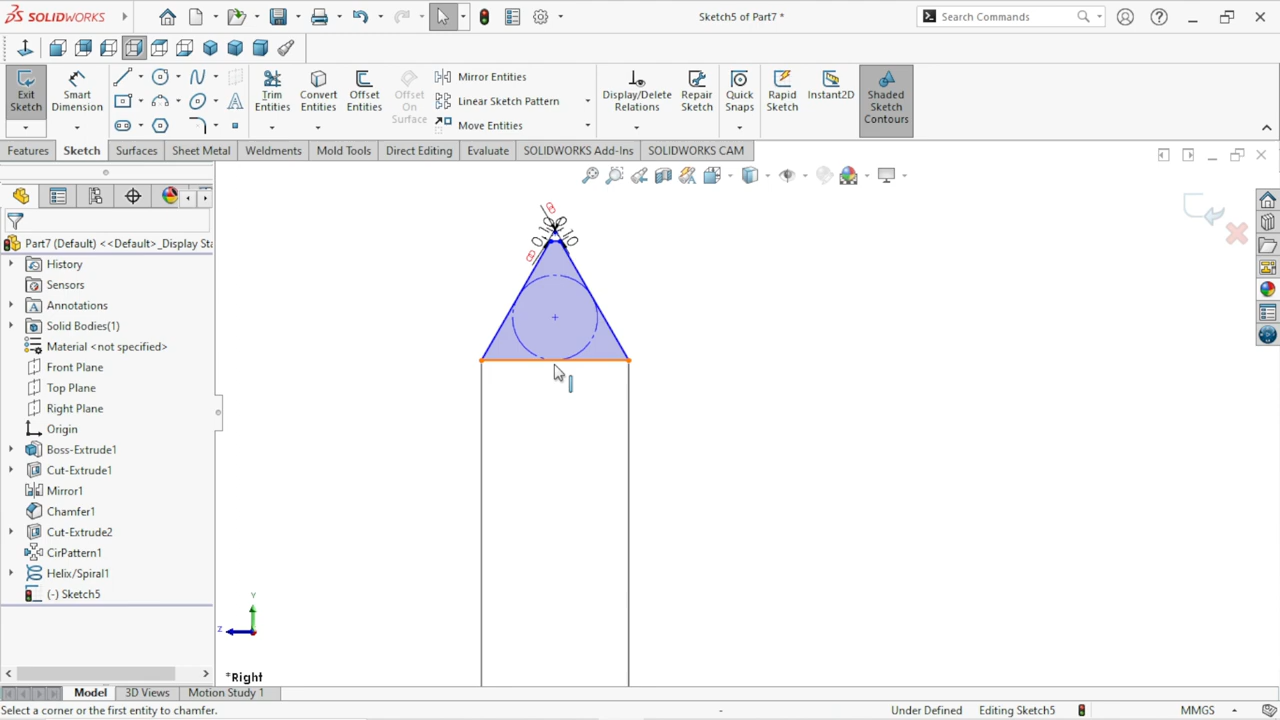 SOLIDWORKS
Sketch5 of Part7 *
Search Commands
Exit Sketch
Smart Dimension
Trim Entities
Convert Entities
Offset Entities
Offset On Surface
Mirror Entities
Linear Sketch Pattern
Move Entities
Display/Delete Relations
Repair Sketch
Quick Snaps
Rapid Sketch
Instant2D
Shaded Sketch Contours
Features
Sketch
Surfaces
Sheet Metal
Weldments
Mold Tools
Direct Editing
Evaluate
SOLIDWORKS Add-Ins
SOLIDWORKS CAM
Part7 (Default) <<Default>_Display Sta
History
Sensors
Annotations
Solid Bodies(1)
Material <not specified>
Front Plane
Top Plane
Right Plane
Origin
Boss-Extrude1
Cut-Extrude1
Mirror1
Chamfer1
Cut-Extrude2
CirPattern1
Helix/Spiral1
(-) Sketch5
0.10
0.10
Y
Z
*Right
Model
3D Views
Motion Study 1
Select a corner or the first entity to chamfer.
-
Under Defined
Editing Sketch5
MMGS